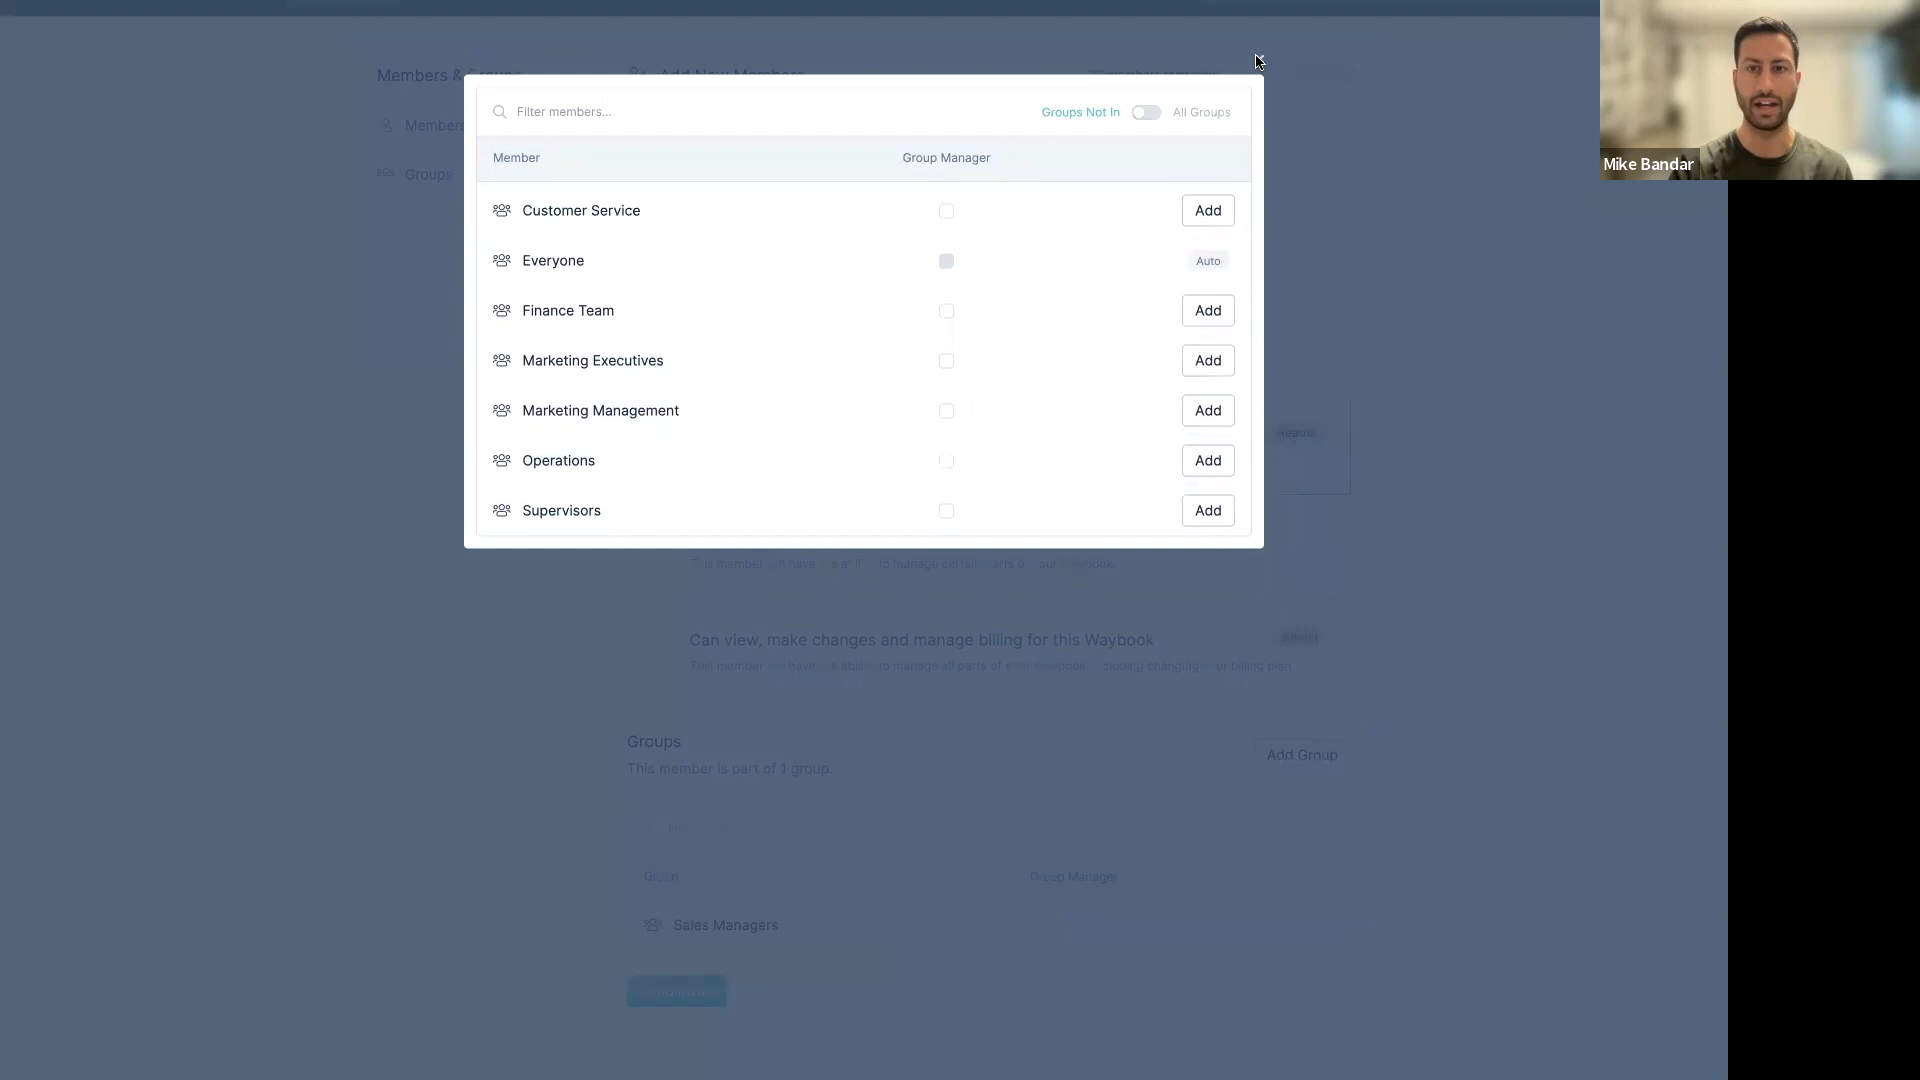 Members & Groups
Add New Members
Mike Bandar
Filter members...
Groups Not In
All Groups
Members
Member
Group Manager
Groups
Customer Service
Add
Everyone
Auto
Finance Team
Add
Marketing Executives
Add
Marketing Management
Add
Operations
Add
Supervisors
Add
This member will have the ability to manage certain parts of your Waybook.
Can view, make changes and manage billing for this Waybook
Admin
This member will have the ability to manage all parts of your Waybook, including changing your billing plan
Groups
This member is part of 1 group.
Add Group
Group
Group Manager
Sales Managers